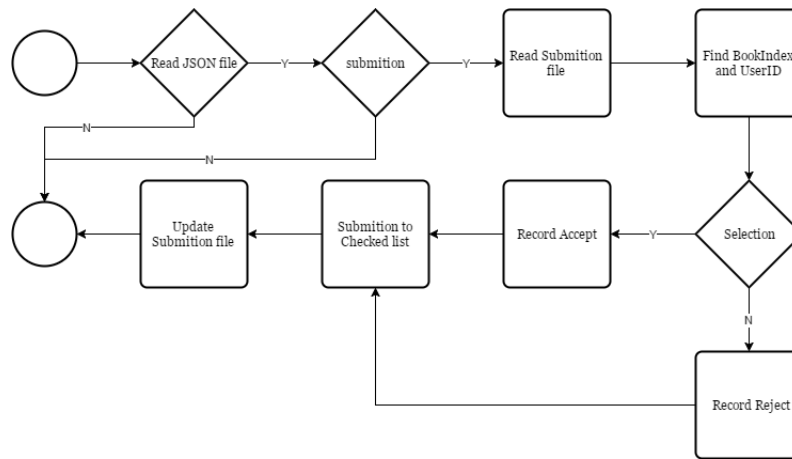 Read JSON file
Y
submition
Y
Read Submition
file
Find BookIndex
and UserID
N
N
Update
Submition file
Submition to
Checked list
Record Accept
Y
Selection
N
Record Reject